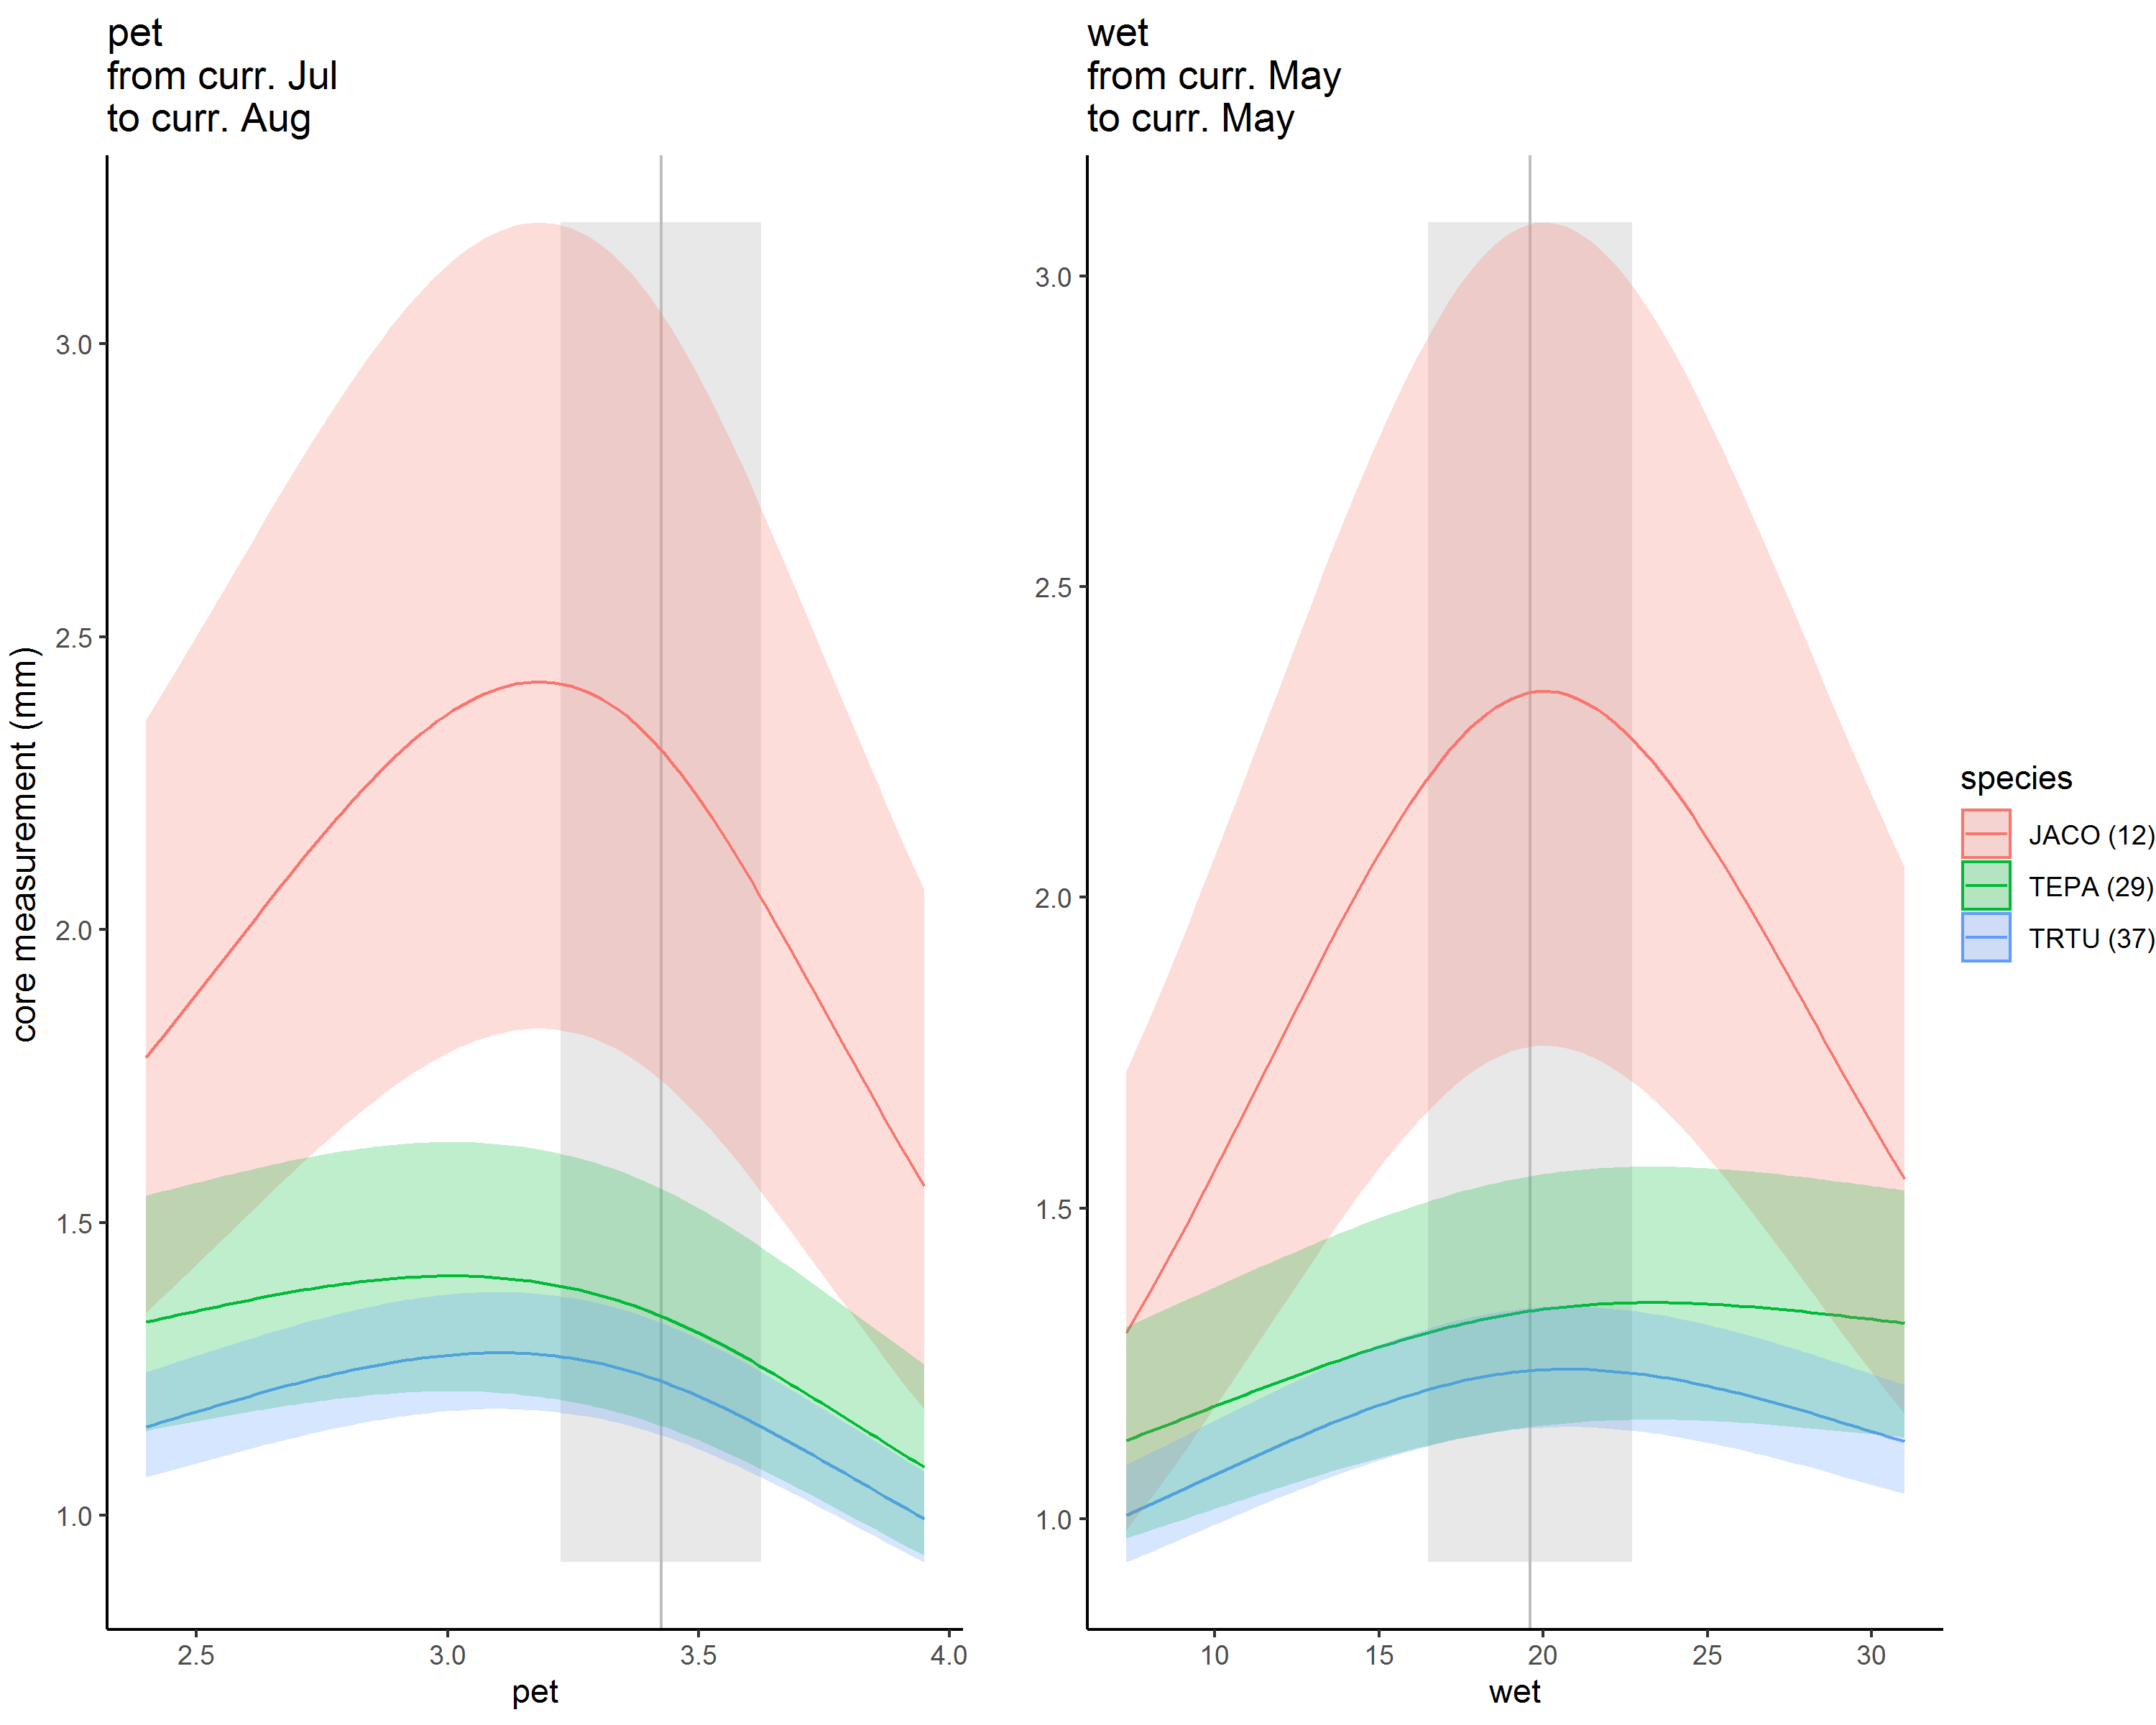 pet
from curr. Jul
to curr. Aug
wet
from curr. May
to curr. May
core measurement (mm)
3.0
2.5
2.0
1.5
1.0
2.5
3.0
3.5
4.0
pet
3.0
2.5
2.0
1.5
1.0
10
15
20
25
30
wet
species
JACO (12)
TEPA (29)
TRTU (37)